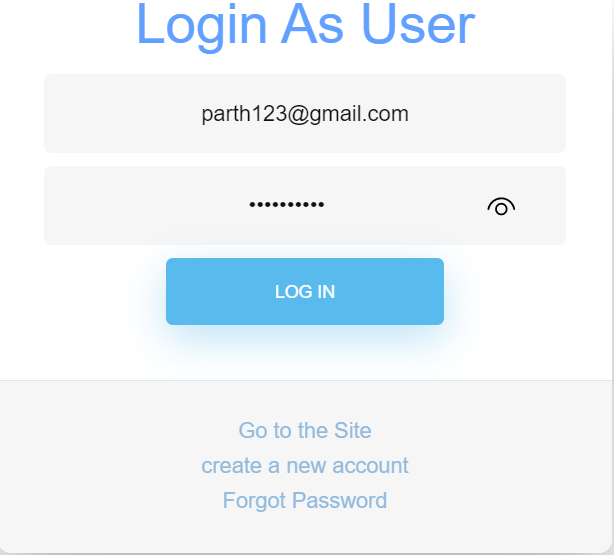 Login As User
parth123@gmail.com
••••••••••
LOG IN
Go to the Site
create a new account
Forgot Password